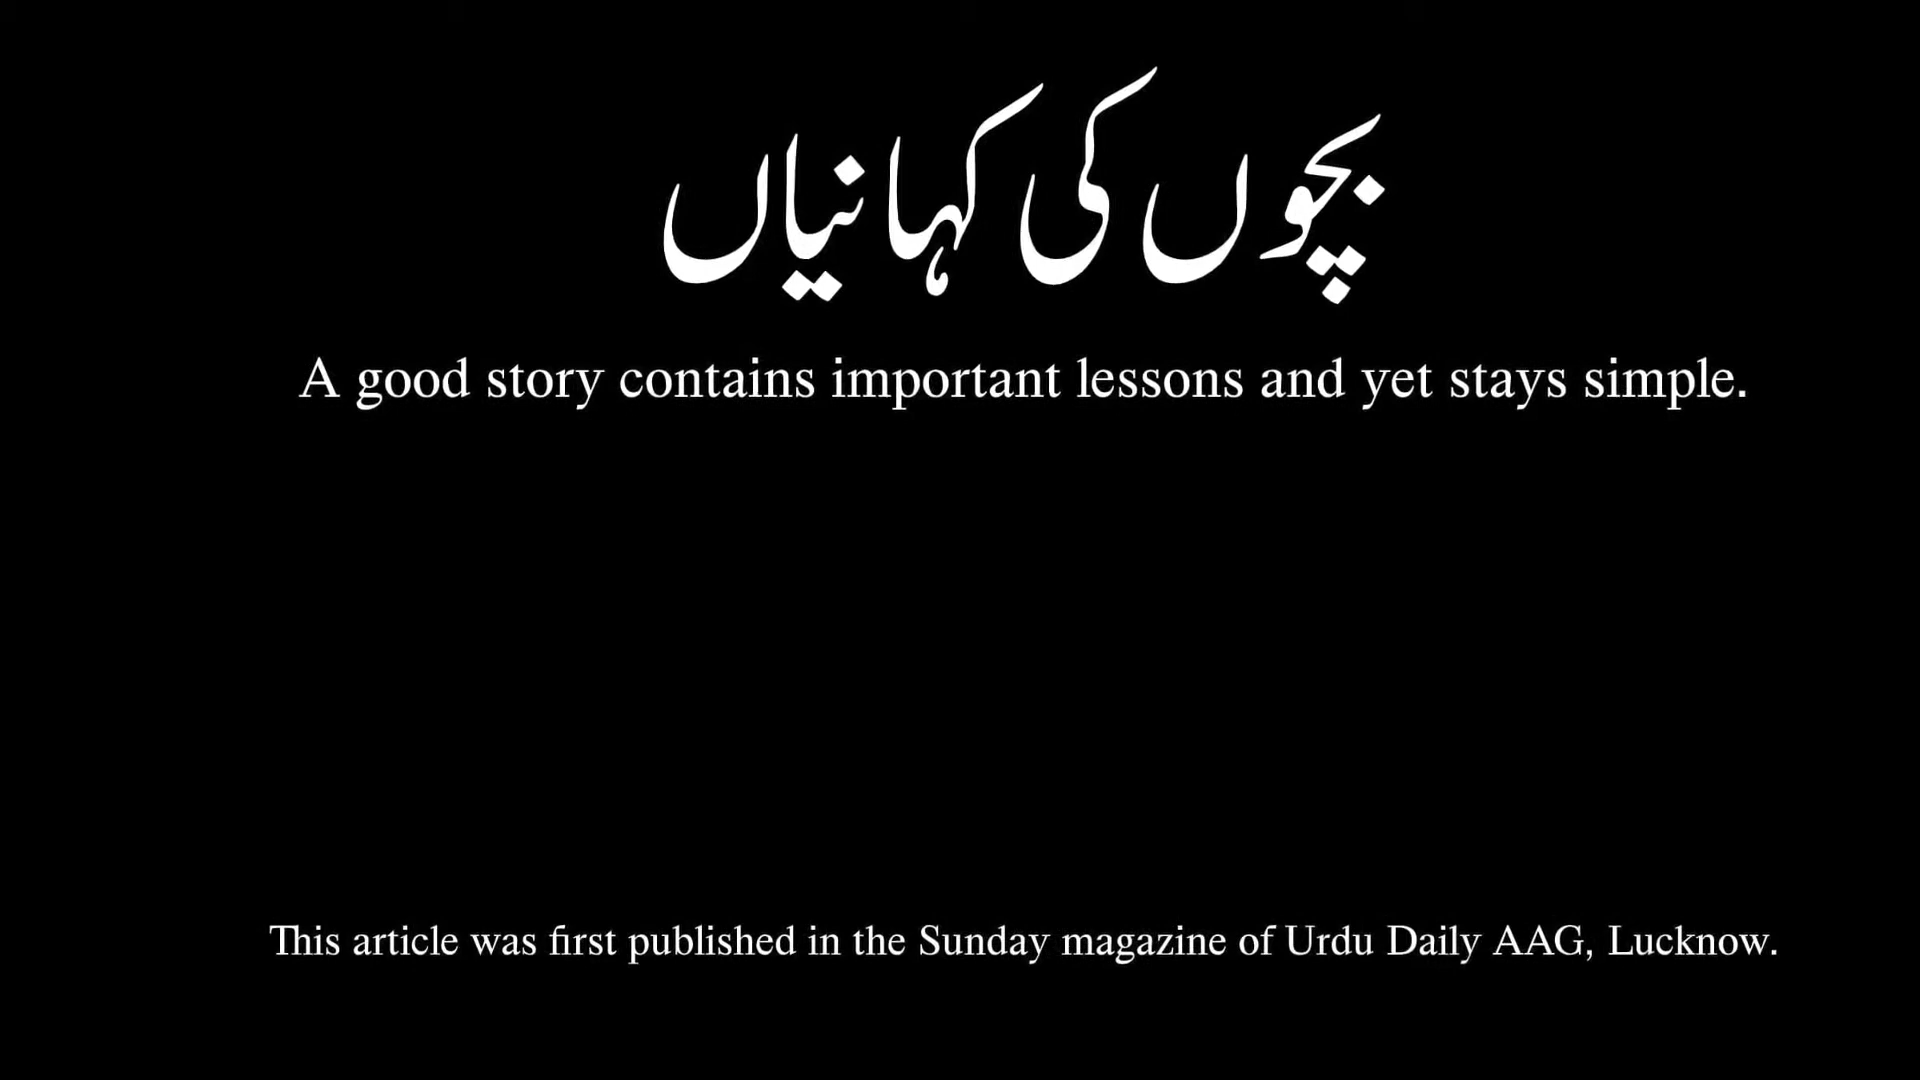 بچوں کی کہانیاں
A good story contains important lessons and yet stays simple.
This article was first published in the Sunday magazine of Urdu Daily AAG, Lucknow.